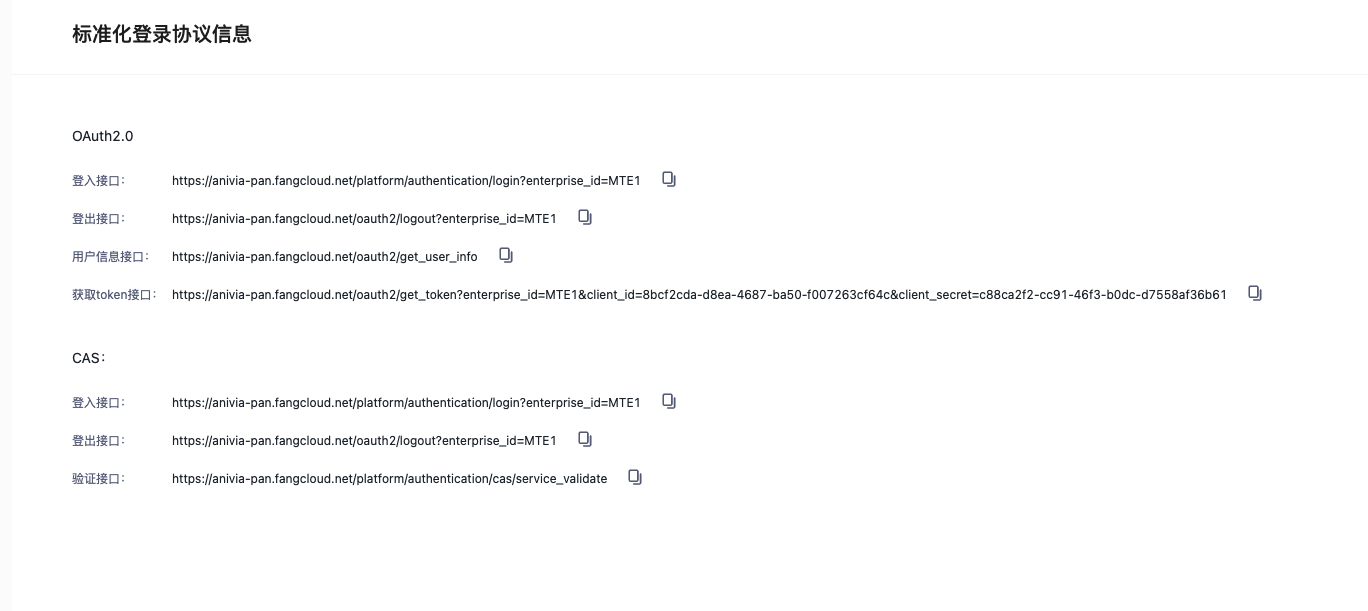 标准化登录协议信息
OAuth2.0
登入接口： https://anivia-pan.fangcloud.net/platform/authentication/login?enterprise_id=MTE1
登出接口： https://anivia-pan.fangcloud.net/oauth2/logout?enterprise_id=MTE1
用户信息接口： https://anivia-pan.fangcloud.net/oauth2/get_user_info
获取token接口： https://anivia-pan.fangcloud.net/oauth2/get_token?enterprise_id=MTE1&client_id=8bcf2cda-d8ea-4687-ba50-f007263cf64c&client_secret=c88ca2f2-cc91-46f3-b0dc-d7558af36b61
CAS：
登入接口： https://anivia-pan.fangcloud.net/platform/authentication/login?enterprise_id=MTE1
登出接口： https://anivia-pan.fangcloud.net/oauth2/logout?enterprise_id=MTE1
验证接口： https://anivia-pan.fangcloud.net/platform/authentication/cas/service_validate